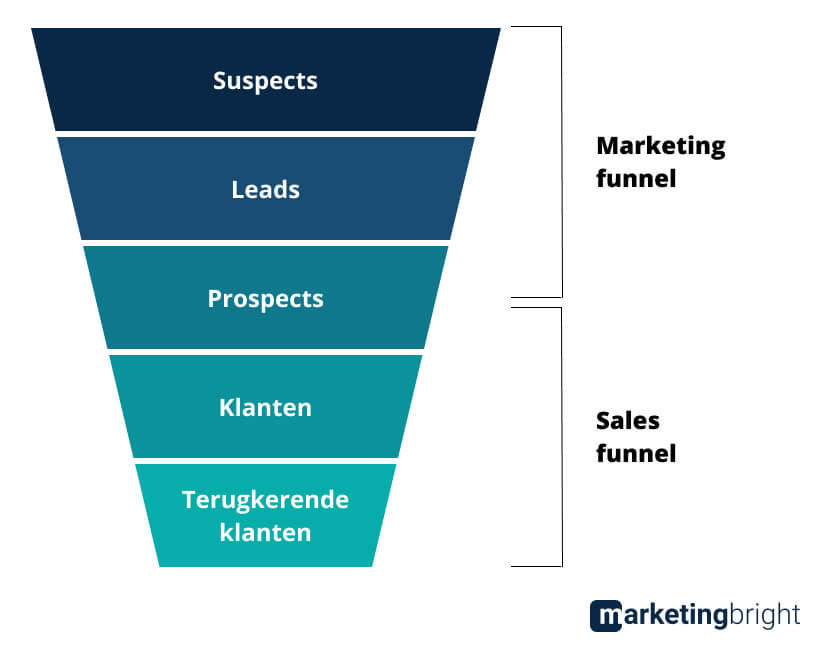 Suspects
Leads
Prospects
Klanten
Terugkerende
klanten
Marketing
funnel
Sales
funnel
marketingbright